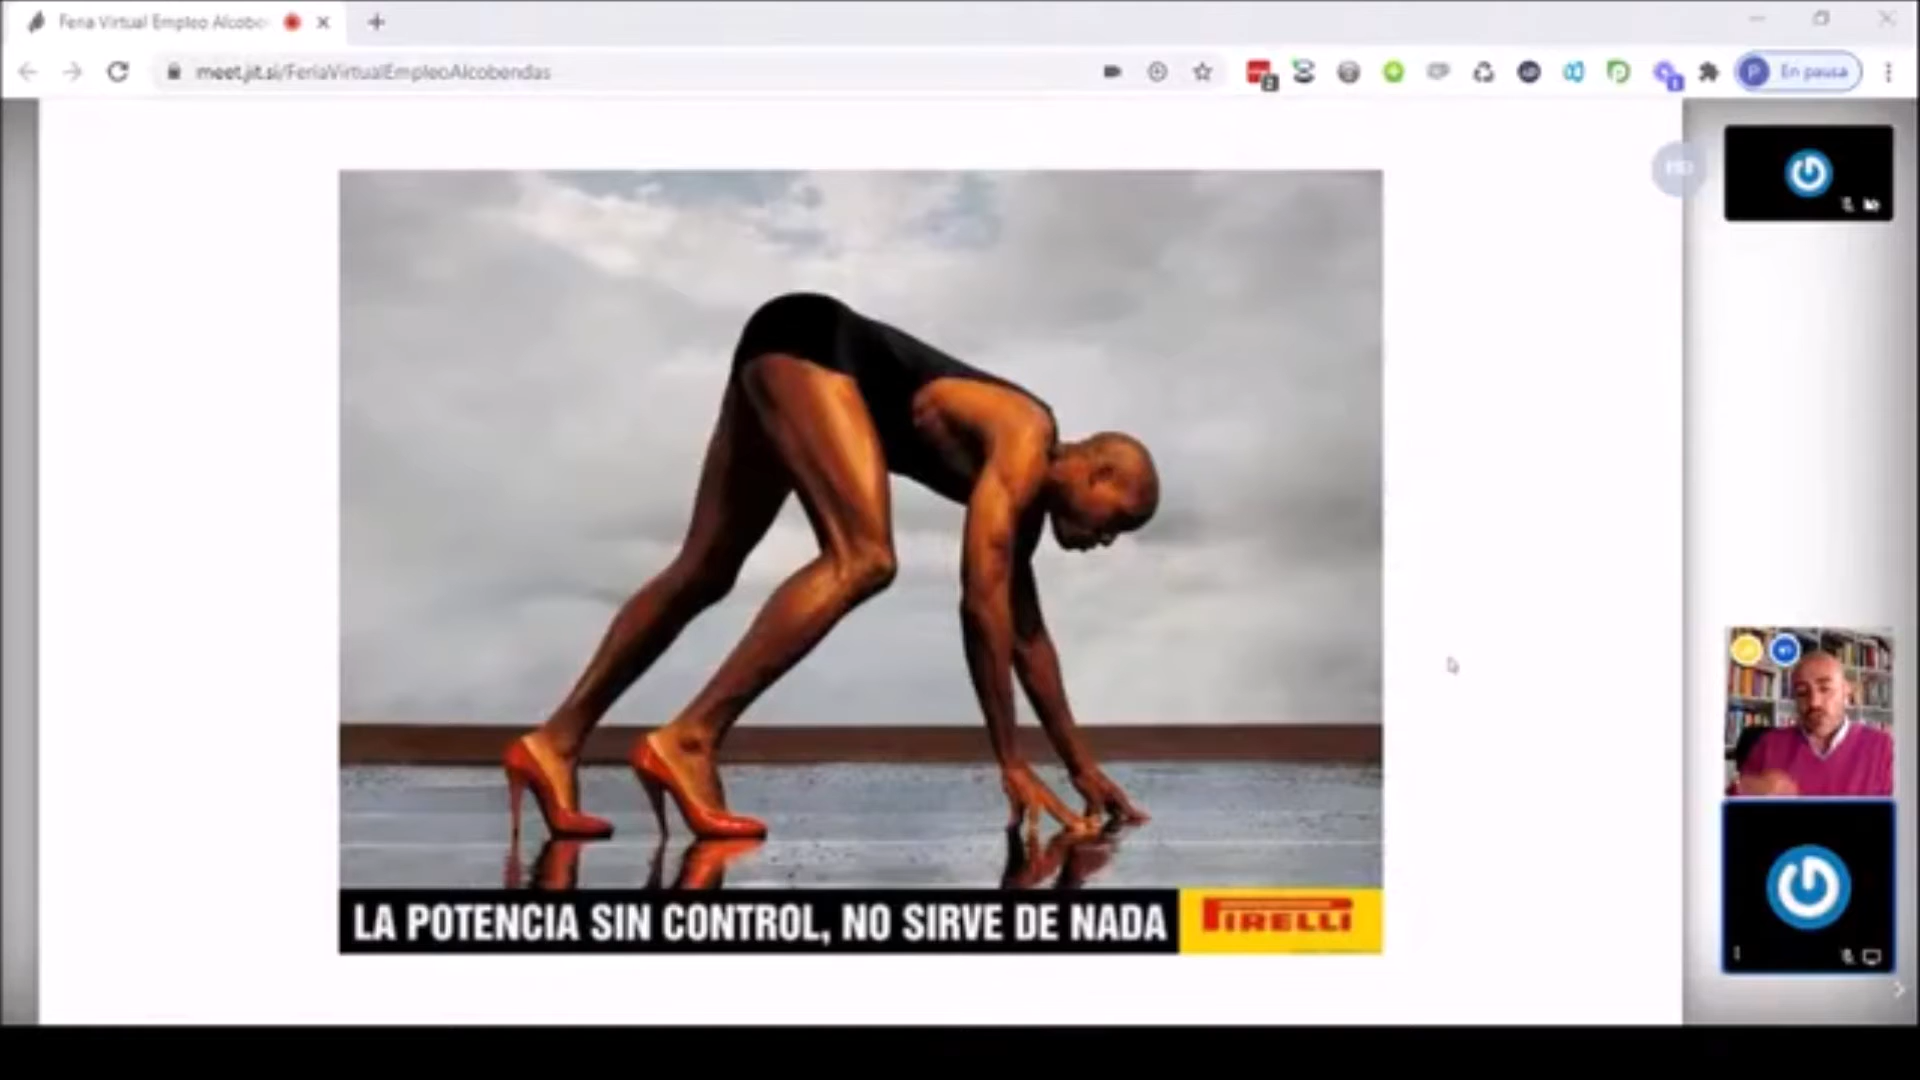 Feria Virtual Empleo Alcobe
meet.jit.si/FeriaVirtualEmpleoAlcobendas
P En pausa
HD
LA POTENCIA SIN CONTROL, NO SIRVE DE NADA
PIRELLI